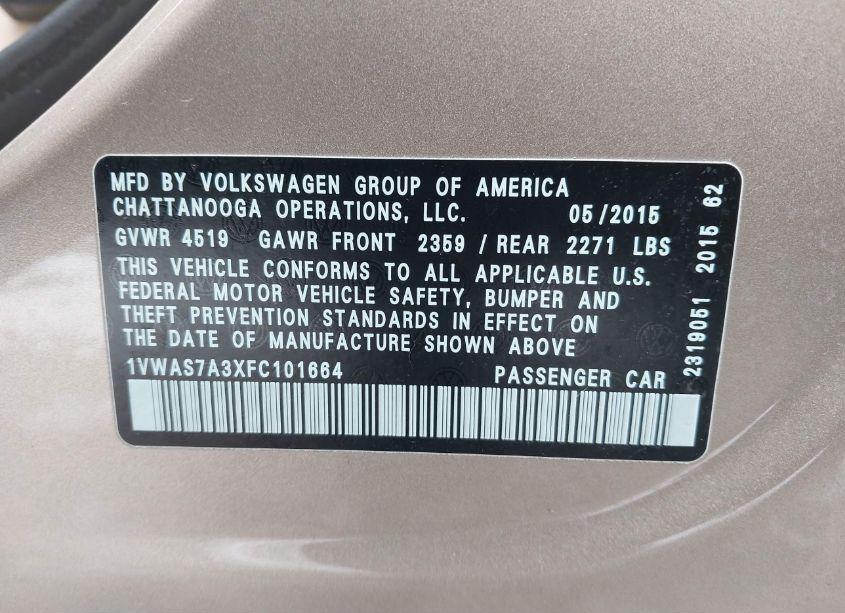 MFD BY VOLKSWAGEN GROUP OF AMERICA
CHATTANOOGA OPERATIONS, LLC. 05/2015
GVWR 4519 GAWR FRONT 2359 / REAR 2271 LBS
THIS VEHICLE CONFORMS TO ALL APPLICABLE U.S.
FEDERAL MOTOR VEHICLE SAFETY, BUMPER AND
THEFT PREVENTION STANDARDS IN EFFECT ON
THE DATE OF MANUFACTURE SHOWN ABOVE
1VWAS7A3XFC101664 PASSENGER CAR
2319051 2015 62